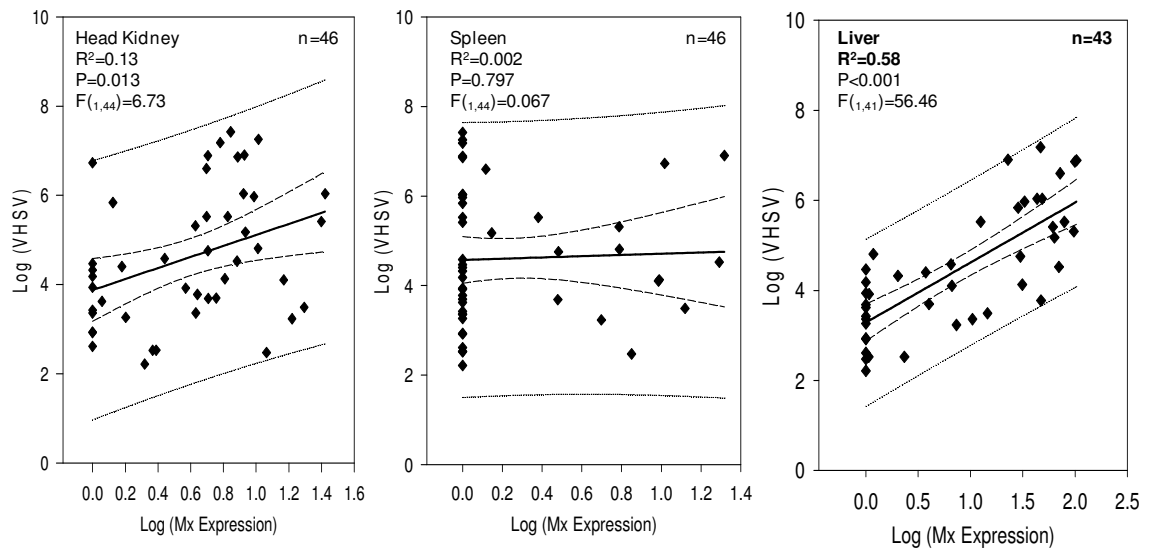 Head Kidney n=46
R²=0.13
P=0.013
F(1,44)=6.73
10
8
6
4
2
0
Log (VHSV)
0.0 0.2 0.4 0.6 0.8 1.0 1.2 1.4 1.6
Log (Mx Expression)
Spleen n=46
R²=0.002
P=0.797
F(1,44)=0.067
10
8
6
4
2
0
Log (VHSV)
0.0 0.2 0.4 0.6 0.8 1.0 1.2 1.4
Log (Mx Expression)
Liver n=43
R²=0.58
P<0.001
F(1,41)=56.46
10
8
6
4
2
0
Log (VHSV)
0.0 0.5 1.0 1.5 2.0 2.5
Log (Mx Expression)